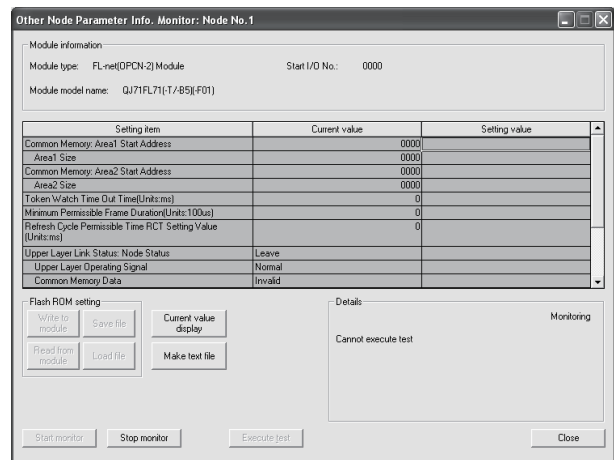 Other Node Parameter Info. Monitor: Node No.1
Module information
Module type: FL-net(OPCN-2) Module Start I/O No.: 0000
Module model name: QJ71FL71(-T/-B5)(-F01)
Setting item Current value Setting value
Common Memory: Area1 Start Address 0000
Area1 Size 0000
Common Memory: Area2 Start Address 0000
Area2 Size 0000
Token Watch Time Out Time(Units:ms) 0
Minimum Permissible Frame Duration(Units:100us) 0
Refresh Cycle Permissible Time RCT Setting Value 0
(Units:ms)
Upper Layer Link Status: Node Status Leave
Upper Layer Operating Signal Normal
Common Memory Data Invalid
Flash ROM setting
Write to
module
Save file
Current value
display
Read from
module
Load file
Make text file
Details
Monitoring
Cannot execute test
Start monitor Stop monitor Execute test Close